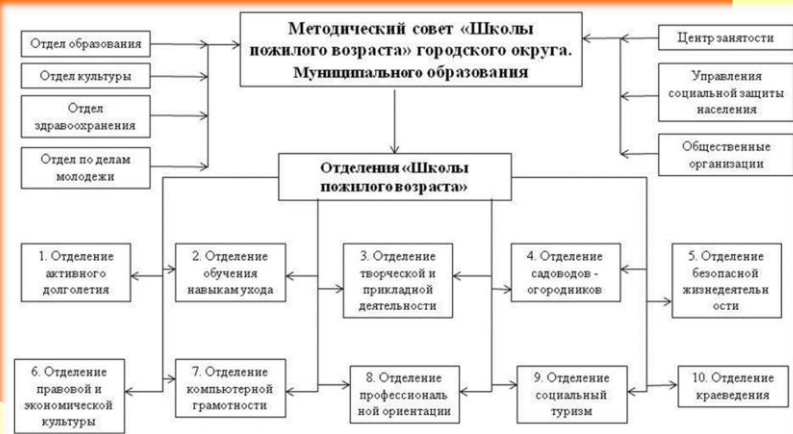 Методический совет «Школы
пожилого возраста» городского округа.
Муниципального образования
Отдел образования
Отдел культуры
Отдел
здравоохранения
Отдел по делам
молодежи
Центр занятости
Управления
социальной защиты
населения
Общественные
организации
Отделения «Школы
пожилого возраста»
1. Отделение
активного
долголетия
2. Отделение
обучения
навыкам ухода
3. Отделение
творческой и
прикладной
деятельности
4. Отделение
садоводов -
огородников
5. Отделение
безопасной
жизнедеятельн
ости
6. Отделение
правовой и
экономической
культуры
7. Отделение
компьютерной
грамотности
8. Отделение
профессиональ
ной ориентации
9. Отделение
социальный
туризм
10. Отделение
краеведения